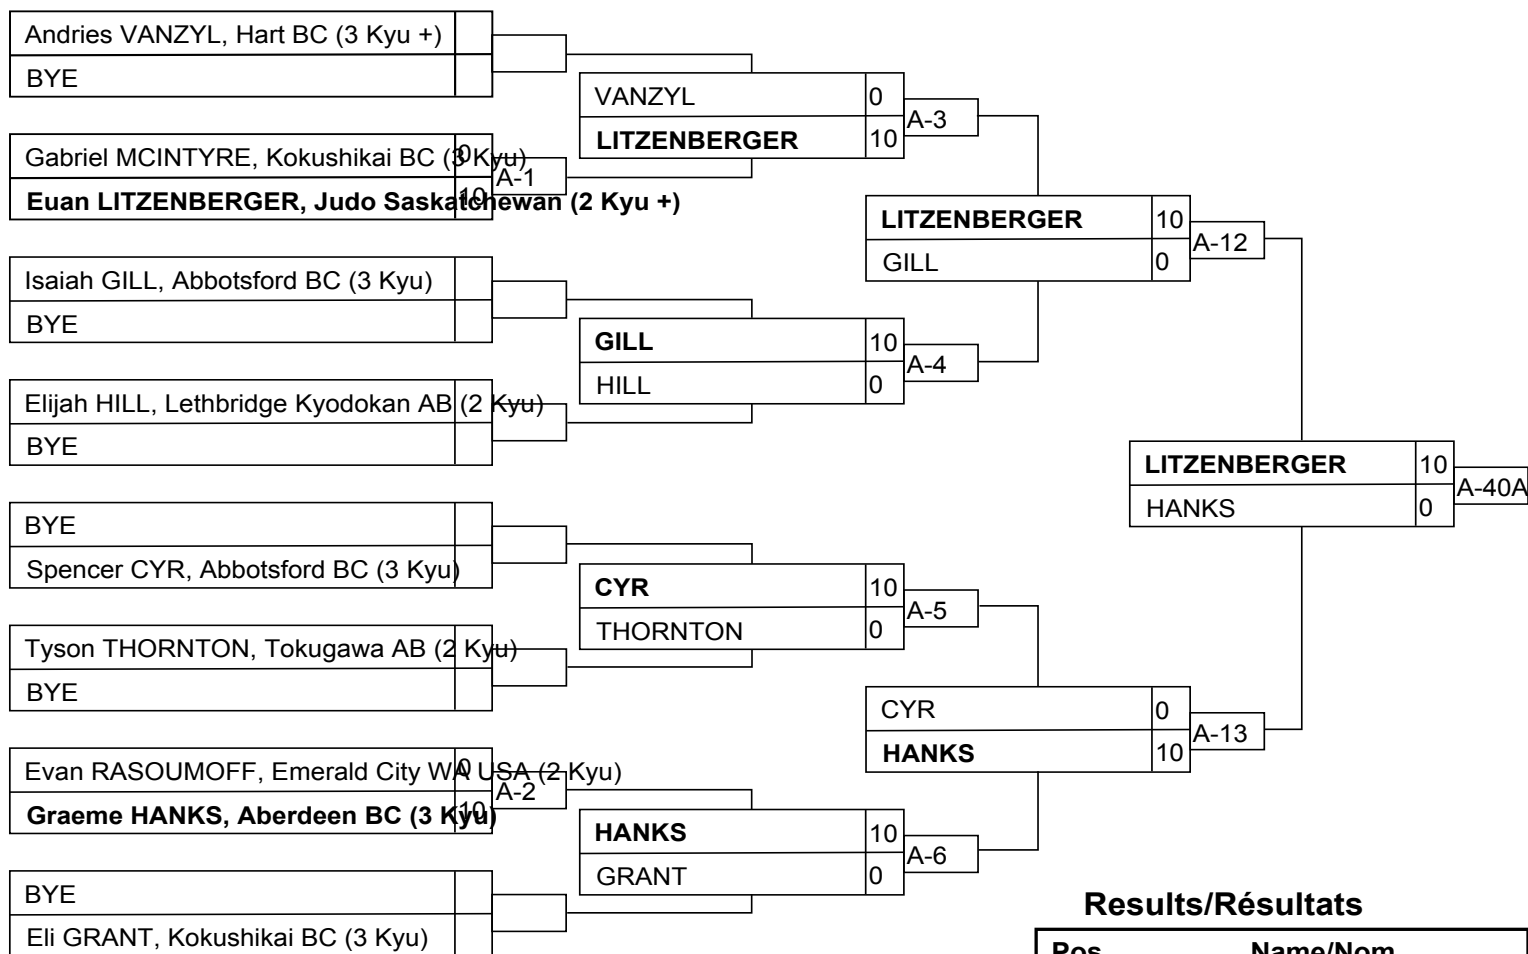 Andries VANZYL, Hart BC (3 Kyu +)
BYE
Gabriel MCINTYRE, Kokushikai BC (3 Kyu) 0
Euan LITZENBERGER, Judo Saskatchewan (2 Kyu +) 10
A-1
Isaiah GILL, Abbotsford BC (3 Kyu)
BYE
Elijah HILL, Lethbridge Kyodokan AB (2 Kyu)
BYE
BYE
Spencer CYR, Abbotsford BC (3 Kyu)
Tyson THORNTON, Tokugawa AB (2 Kyu)
BYE
Evan RASOUMOFF, Emerald City WA USA (2 Kyu) 0
Graeme HANKS, Aberdeen BC (3 Kyu) 10
A-2
BYE
Eli GRANT, Kokushikai BC (3 Kyu)
VANZYL 0
LITZENBERGER 10
A-3
GILL 10
HILL 0
A-4
CYR 10
THORNTON 0
A-5
HANKS 10
GRANT 0
A-6
LITZENBERGER 10
GILL 0
A-12
CYR 0
HANKS 10
A-13
LITZENBERGER 10
HANKS 0
A-40A
Results/Résultats
Pos Name/Nom